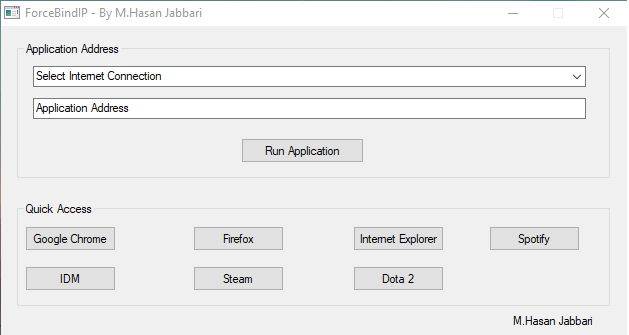 ForceBindIP - By M.Hasan Jabbari
Application Address
Select Internet Connection
Application Address
Run Application
Quick Access
Google Chrome
Firefox
Internet Explorer
Spotify
IDM
Steam
Dota 2
M.Hasan Jabbari